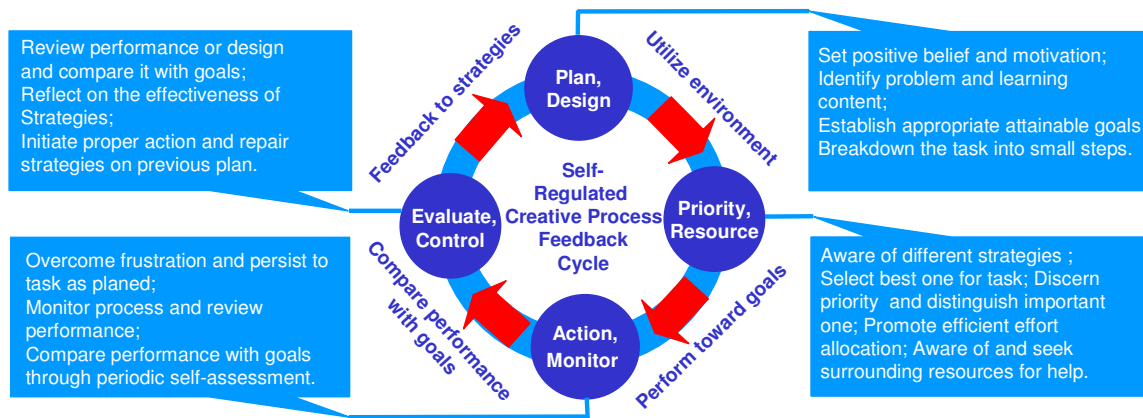 Review performance or design
and compare it with goals;
Reflect on the effectiveness of
Strategies;
Initiate proper action and repair
strategies on previous plan.
Feedback to strategies
Plan,
Design
Utilize environment
Set positive belief and motivation;
Identify problem and learning
content;
Establish appropriate attainable goals
Breakdown the task into small steps.
Self-
Regulated
Creative Process
Feedback
Cycle
Evaluate,
Control
Priority,
Resource
Overcome frustration and persist to
task as planed;
Monitor process and review
performance;
Compare performance with goals
through periodic self-assessment.
Compare performance
with goals
Action,
Monitor
Perform toward goals
Aware of different strategies ;
Select best one for task; Discern
priority and distinguish important
one; Promote efficient effort
allocation; Aware of and seek
surrounding resources for help.